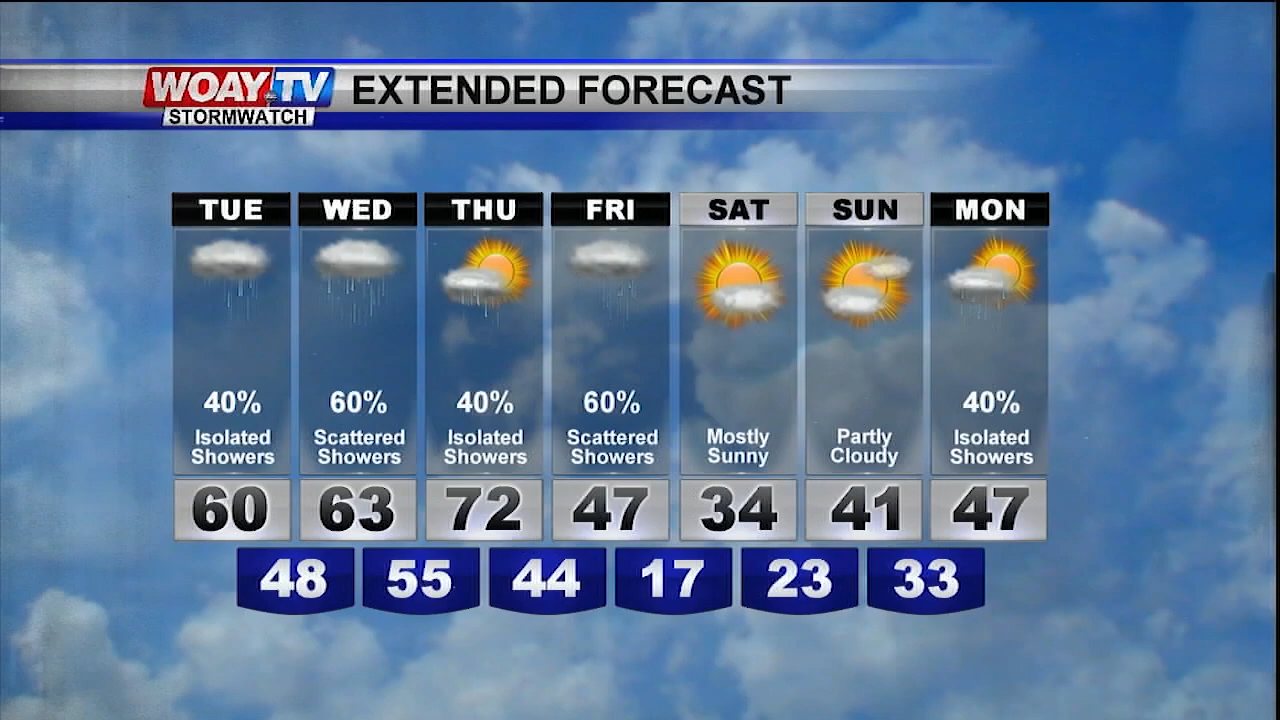 WOAY TV EXTENDED FORECAST
STORMWATCH
TUE WED THU FRI SAT SUN MON
40% 60% 40% 60% 40%
Isolated Scattered Isolated Scattered Mostly Partly Isolated
Showers Showers Showers Showers Sunny Cloudy Showers
60 63 72 47 34 41 47
48 55 44 17 23 33